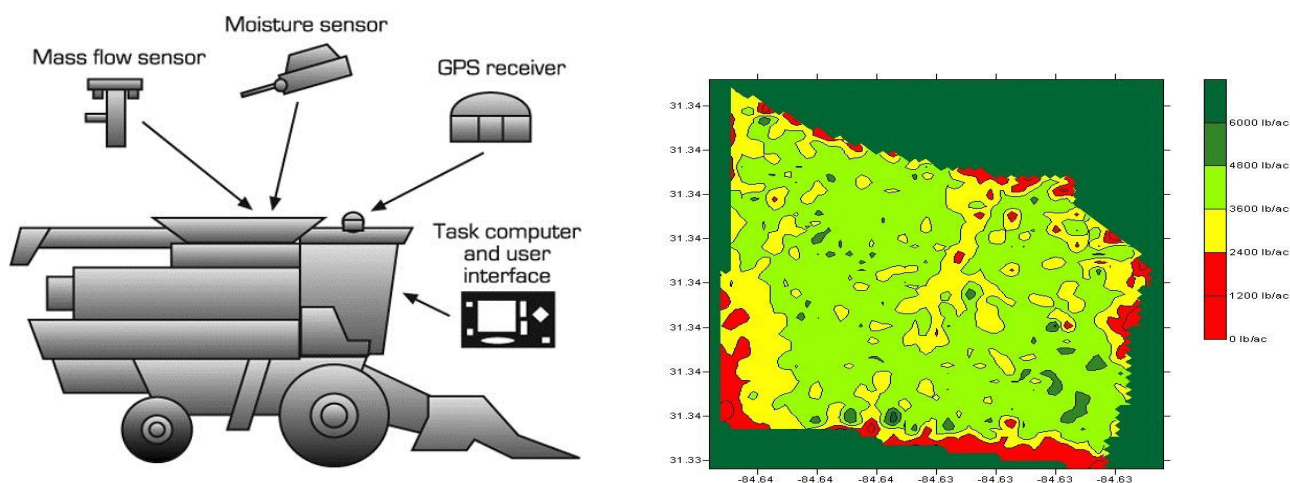 Moisture sensor
Mass flow sensor
GPS receiver
Task computer
and user
interface
31.34
31.34
31.34
31.34
31.34
31.34
31.34
31.34
31.33
-84.64
-84.64
-84.64
-84.63
-84.63
-84.63
-84.63
6000 lb/ac
4800 lb/ac
3600 lb/ac
2400 lb/ac
1200 lb/ac
0 lb/ac